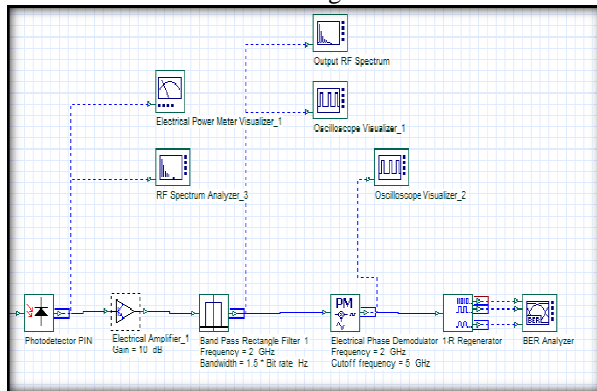 Output RF Spectrum
Electrical Power Meter Visualizer_1
Oscilloscope Visualizer_1
RF Spectrum Analyzer_3
Oscilloscope Visualizer_2
PM
BER
Photodetector PIN
Electrical Amplifier_1
Gain = 10 dB
Band Pass Rectangle Filter 1
Frequency = 2 GHz
Bandwidth = 1.5 * Bit rate Hz
Electrical Phase Demodulator 1
Frequency = 2 GHz
Cutoff frequency = 5 GHz
R Regenerator
BER Analyzer